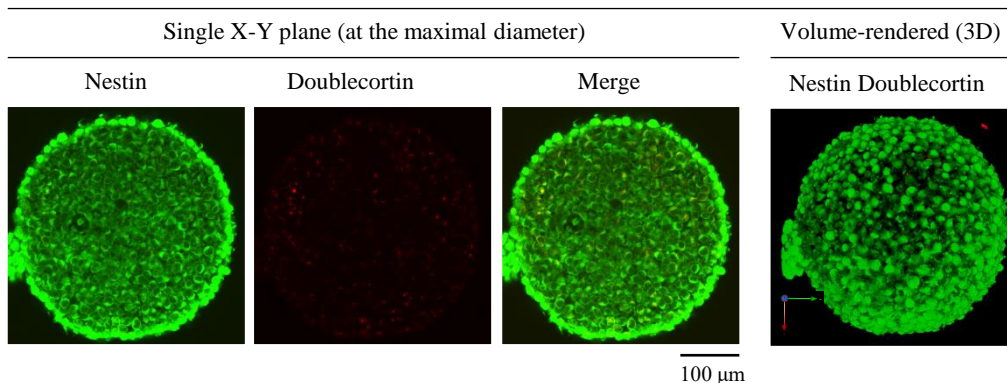 Single X-Y plane (at the maximal diameter)
Volume-rendered (3D)
Nestin
Doublecortin
Merge
Nestin Doublecortin
100 μm